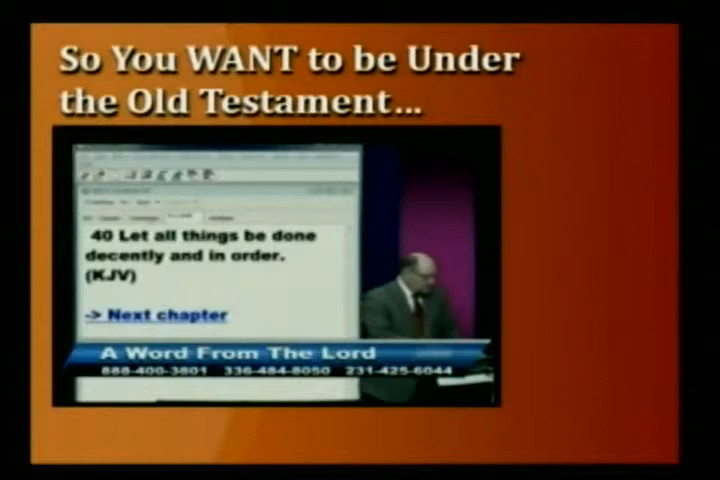 So You WANT to be Under
the Old Testament...
40 Let all things be done
decently and in order.
(KJV)
-> Next chapter
A Word From The Lord
888-400-3801 336-484-8050 231-425-6044